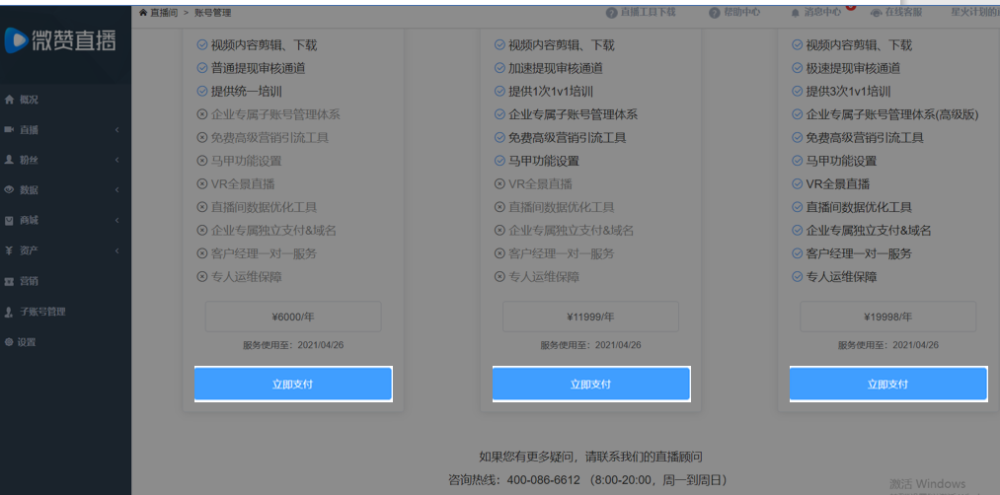 直播间 > 账号管理
直播工具下载
帮助中心
消息中心
在线客服
星火计划的
微赞直播
概况
直播
粉丝
数据
商城
资产
营销
子账号管理
设置
视频内容剪辑、下载
普通提现审核通道
提供统一培训
企业专属子账号管理体系
免费高级营销引流工具
马甲功能设置
VR全景直播
直播间数据优化工具
企业专属独立支付&域名
客户经理一对一服务
专人运维保障
¥6000/年
服务使用至：2021/04/26
立即支付
视频内容剪辑、下载
加速提现审核通道
提供1次1v1培训
企业专属子账号管理体系
免费高级营销引流工具
马甲功能设置
VR全景直播
直播间数据优化工具
企业专属独立支付&域名
客户经理一对一服务
专人运维保障
¥11999/年
服务使用至：2021/04/26
立即支付
视频内容剪辑、下载
极速提现审核通道
提供3次1v1培训
企业专属子账号管理体系(高级版)
免费高级营销引流工具
马甲功能设置
VR全景直播
直播间数据优化工具
企业专属独立支付&域名
客户经理一对一服务
专人运维保障
¥19998/年
服务使用至：2021/04/26
立即支付
如果您有更多疑问，请联系我们的直播顾问
咨询热线：400-086-6612 （8:00-20:00，周一到周日）
激活 Windows